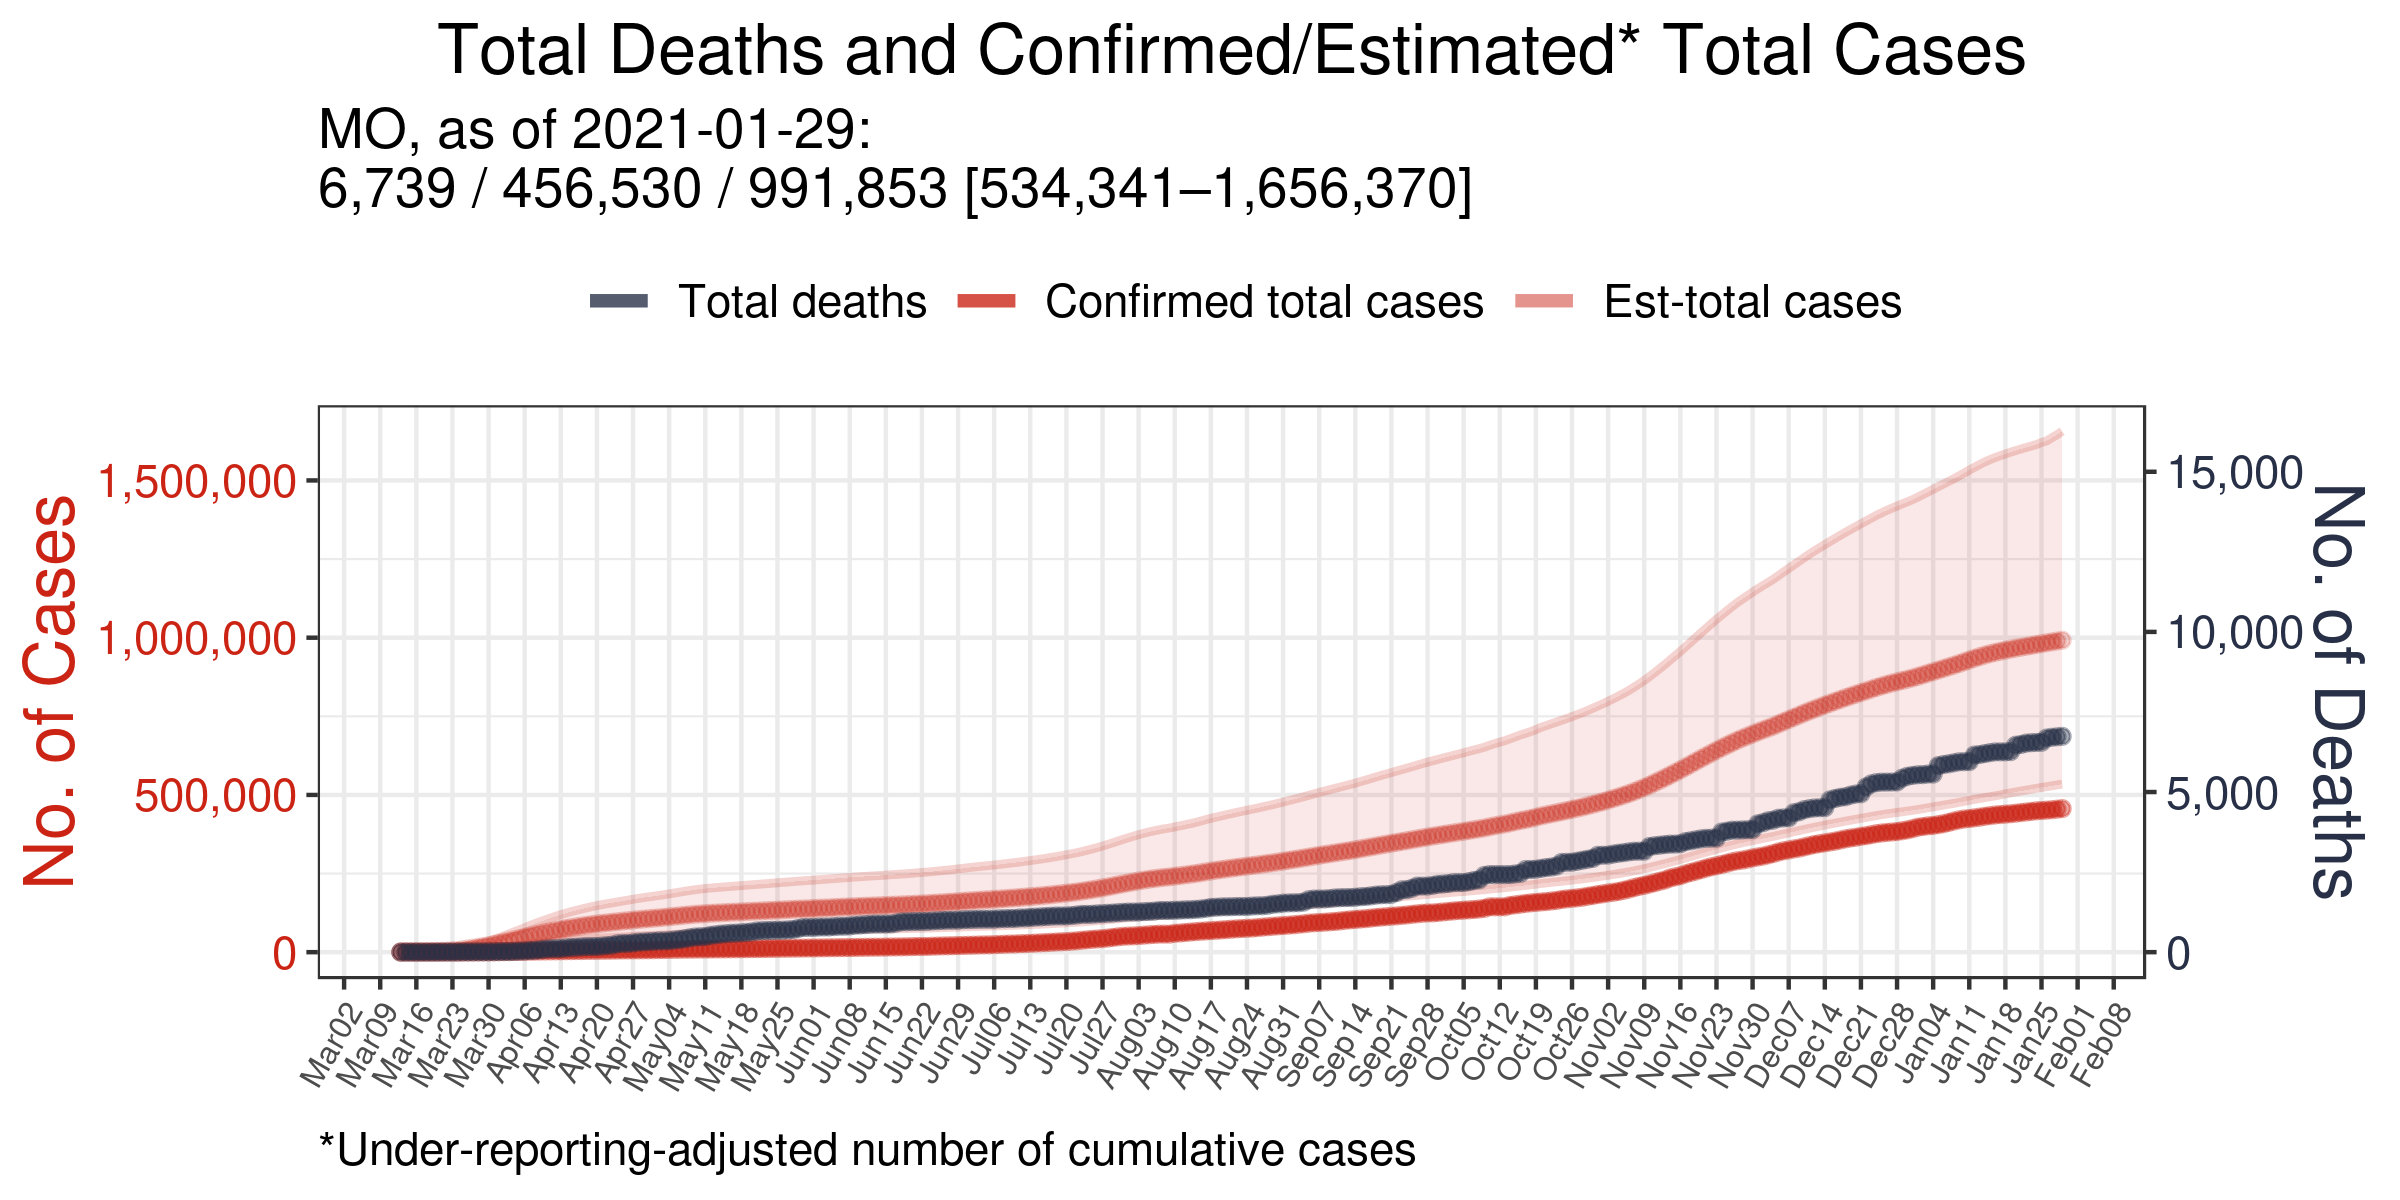 Total Deaths and Confirmed/Estimated* Total Cases
MO, as of 2021-01-29:
6,739 / 456,530 / 991,853 [534,341–1,656,370]
Total deaths
Confirmed total cases
Est-total cases
No. of Cases
1,500,000
1,000,000
500,000
0
15,000
10,000
5,000
0
No. of Deaths
Mar02
Mar09
Mar16
Mar23
Mar30
Apr06
Apr13
Apr20
Apr27
May04
May11
May18
May25
Jun01
Jun08
Jun15
Jun22
Jun29
Jul06
Jul13
Jul20
Jul27
Aug03
Aug10
Aug17
Aug24
Aug31
Sep07
Sep14
Sep21
Sep28
Oct05
Oct12
Oct19
Oct26
Nov02
Nov09
Nov16
Nov23
Nov30
Dec07
Dec14
Dec21
Dec28
Jan04
Jan11
Jan18
Jan25
Feb01
Feb08
*Under-reporting-adjusted number of cumulative cases